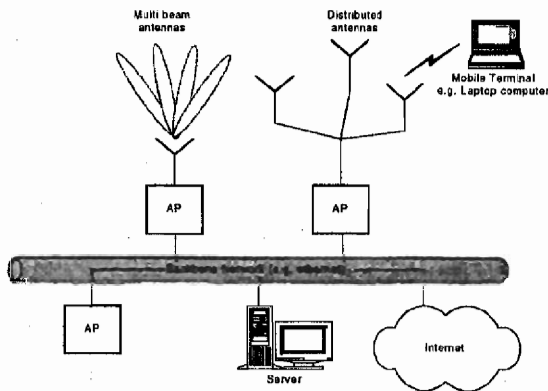 Multi beam
antennas
Distributed
antennas
Mobile Terminal
e.g. Laptop computer
AP
AP
Backbone Network (e.g. ethernet)
AP
Server
Internet